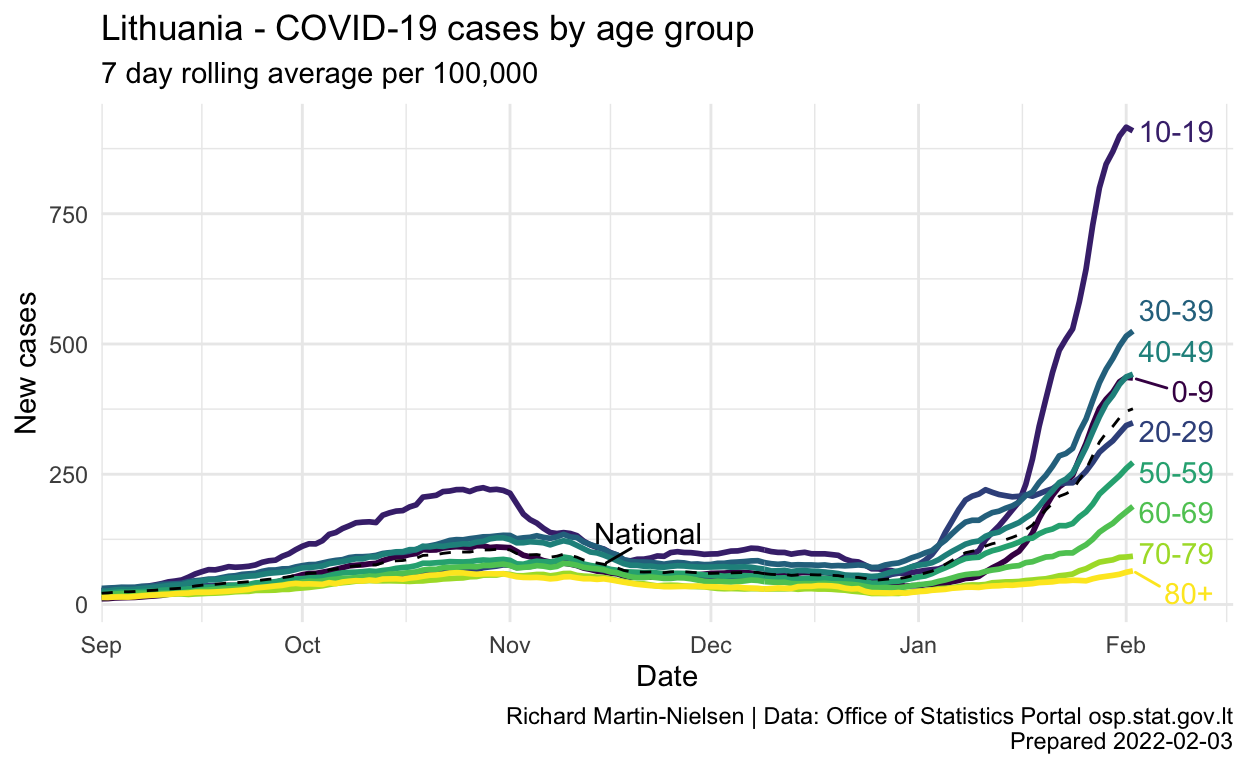 Lithuania - COVID-19 cases by age group
7 day rolling average per 100,000
New cases
750
500
250
0
10-19
30-39
40-49
0-9
20-29
50-59
60-69
70-79
80+
National
Sep
Oct
Nov
Dec
Jan
Feb
Date
Richard Martin-Nielsen | Data: Office of Statistics Portal osp.stat.gov.lt
Prepared 2022-02-03